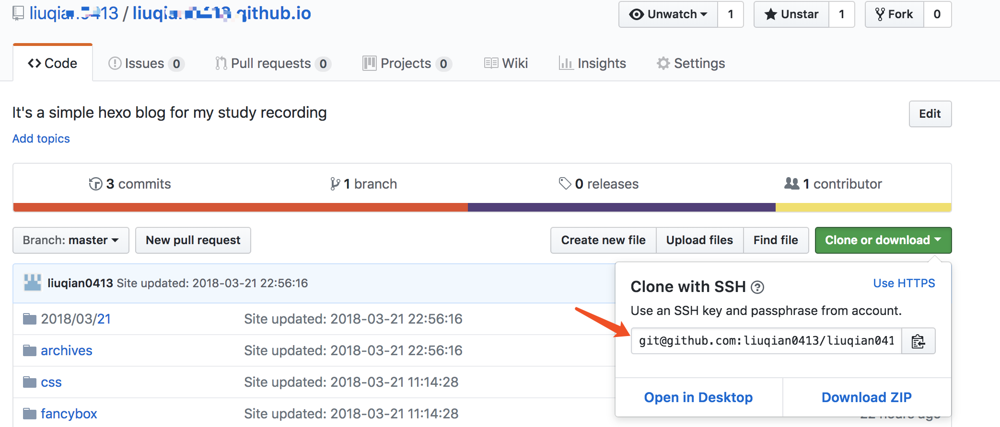 github.io
Unwatch 1 Unstar 1 Fork 0
Code Issues 0 Pull requests 0 Projects 0 Wiki Insights Settings
It's a simple hexo blog for my study recording
Edit
Add topics
3 commits 1 branch 0 releases 1 contributor
Branch: master New pull request Create new file Upload files Find file Clone or download
liuqian0413 Site updated: 2018-03-21 22:56:16
Clone with SSH ? Use HTTPS
Use an SSH key and passphrase from account.
git@github.com:liuqian0413/liuqian041
Open in Desktop Download ZIP
2018/03/21 Site updated: 2018-03-21 22:56:16
archives Site updated: 2018-03-21 22:56:16
css Site updated: 2018-03-21 11:14:28
fancybox Site updated: 2018-03-21 11:14:28